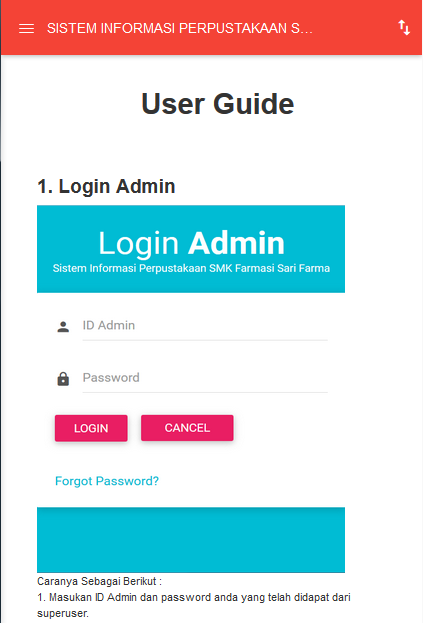 SISTEM INFORMASI PERPUSTAKAAN S...
User Guide
1. Login Admin
Login Admin
Sistem Informasi Perpustakaan SMK Farmasi Sari Farma
ID Admin
Password
LOGIN CANCEL
Forgot Password?
Caranya Sebagai Berikut :
1. Masukan ID Admin dan password anda yang telah didapat dari
superuser.